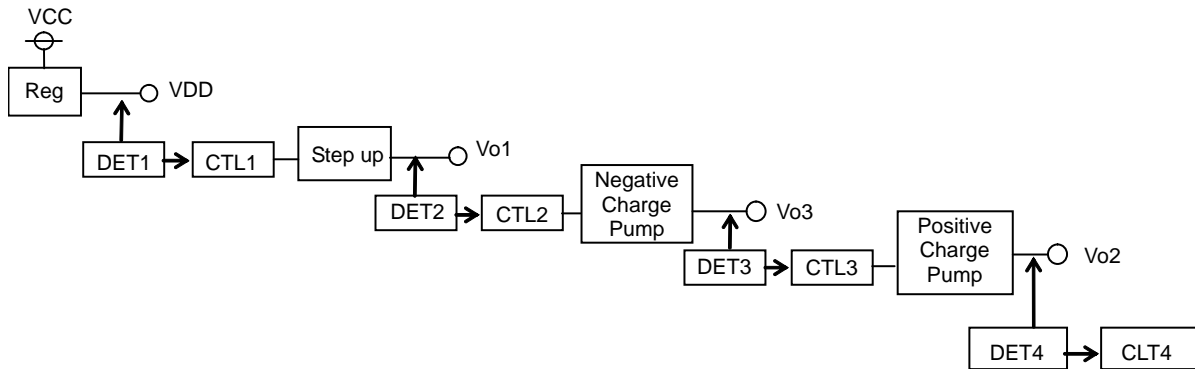 VCC
Reg
VDD
DET1
CTL1
Step up
Vo1
DET2
CTL2
Negative
Charge
Pump
Vo3
DET3
CTL3
Positive
Charge
Pump
Vo2
DET4
CLT4